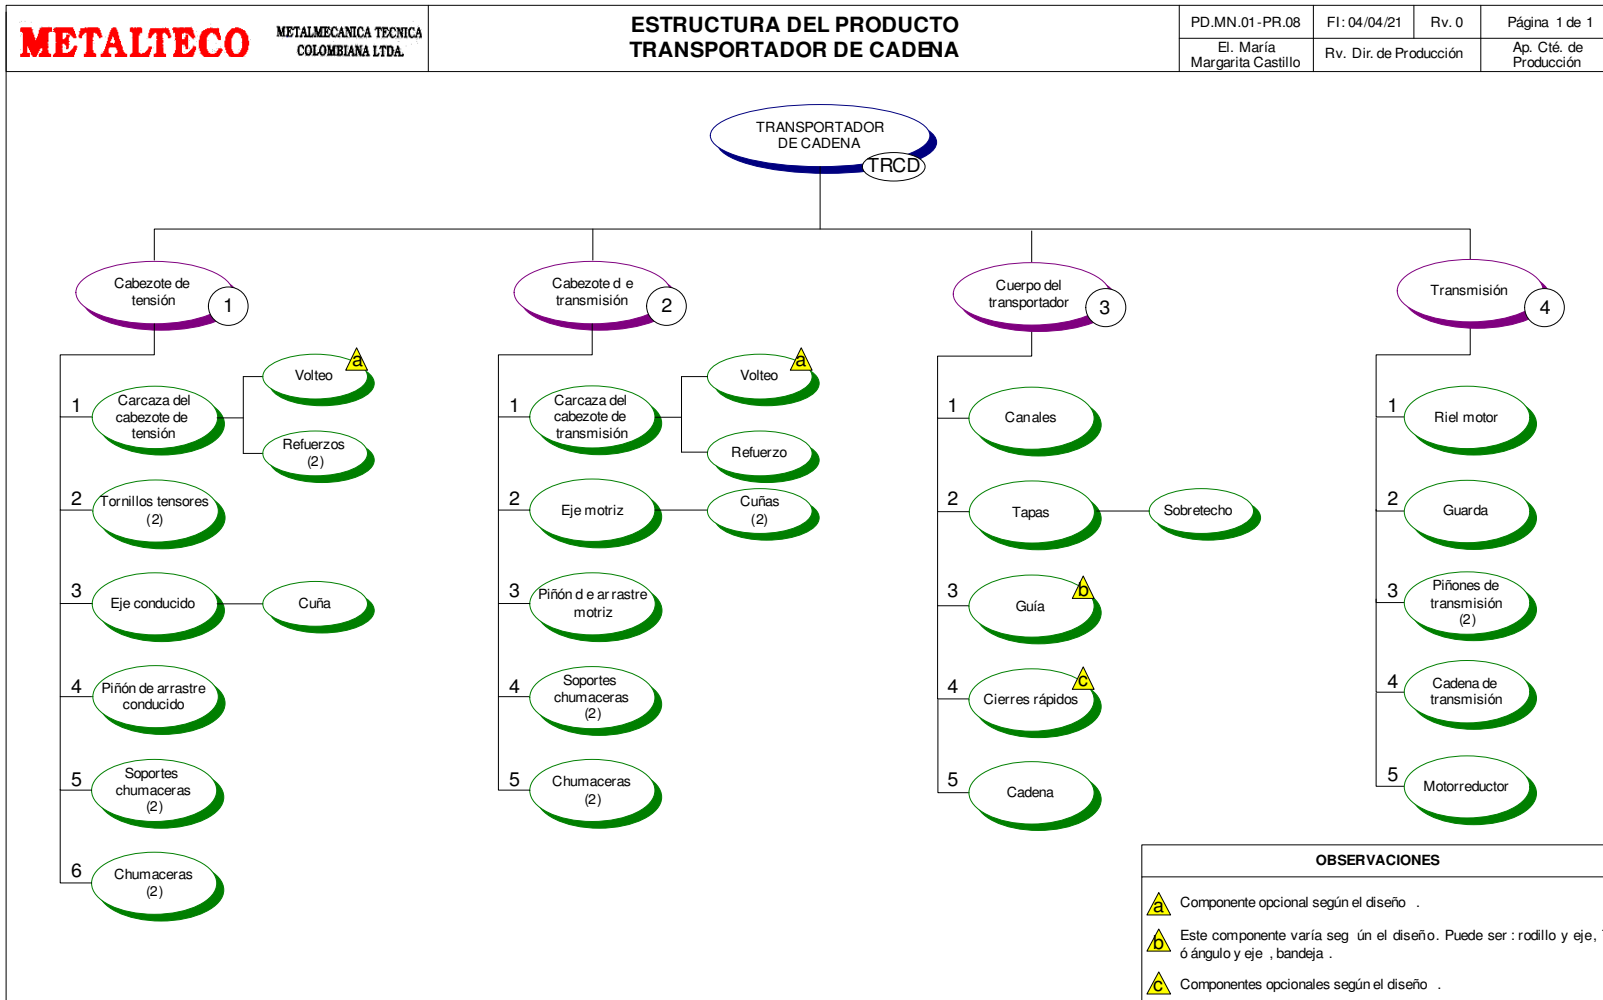 METALTECO
METALMECANICA TECNICA
COLOMBIANA LTDA.
ESTRUCTURA DEL PRODUCTO
TRANSPORTADOR DE CADENA
PD.MN.01-PR.08
FI: 04/04/21
Rv. 0
Página 1 de 1
El. María
Margarita Castillo
Rv. Dir. de Producción
Ap. Cté. de
Producción
TRANSPORTADOR
DE CADENA
TRCD
Cabezote de
tensión
1
1
Carcaza del
cabezote de
tensión
Volteo
a
Refuerzos
(2)
2
Tornillos tensores
(2)
3
Eje conducido
Cuña
4
Piñón de arrastre
conducido
5
Soportes
chumaceras
(2)
6
Chumaceras
(2)
Cabezote de
transmisión
2
1
Carcaza del
cabezote de
transmisión
Volteo
a
Refuerzo
2
Eje motriz
Cuñas
(2)
3
Piñón de arrastre
motriz
4
Soportes
chumaceras
(2)
5
Chumaceras
(2)
Cuerpo del
transportador
3
1
Canales
2
Tapas
Sobretecho
3
Guía
b
4
Cierres rápidos
c
5
Cadena
Transmisión
4
1
Riel motor
2
Guarda
3
Piñones de
transmisión
(2)
4
Cadena de
transmisión
5
Motorreductor
OBSERVACIONES
a Componente opcional según el diseño .
b Este componente varía según el diseño. Puede ser : rodillo y eje,
ó ángulo y eje , bandeja .
c Componentes opcionales según el diseño .